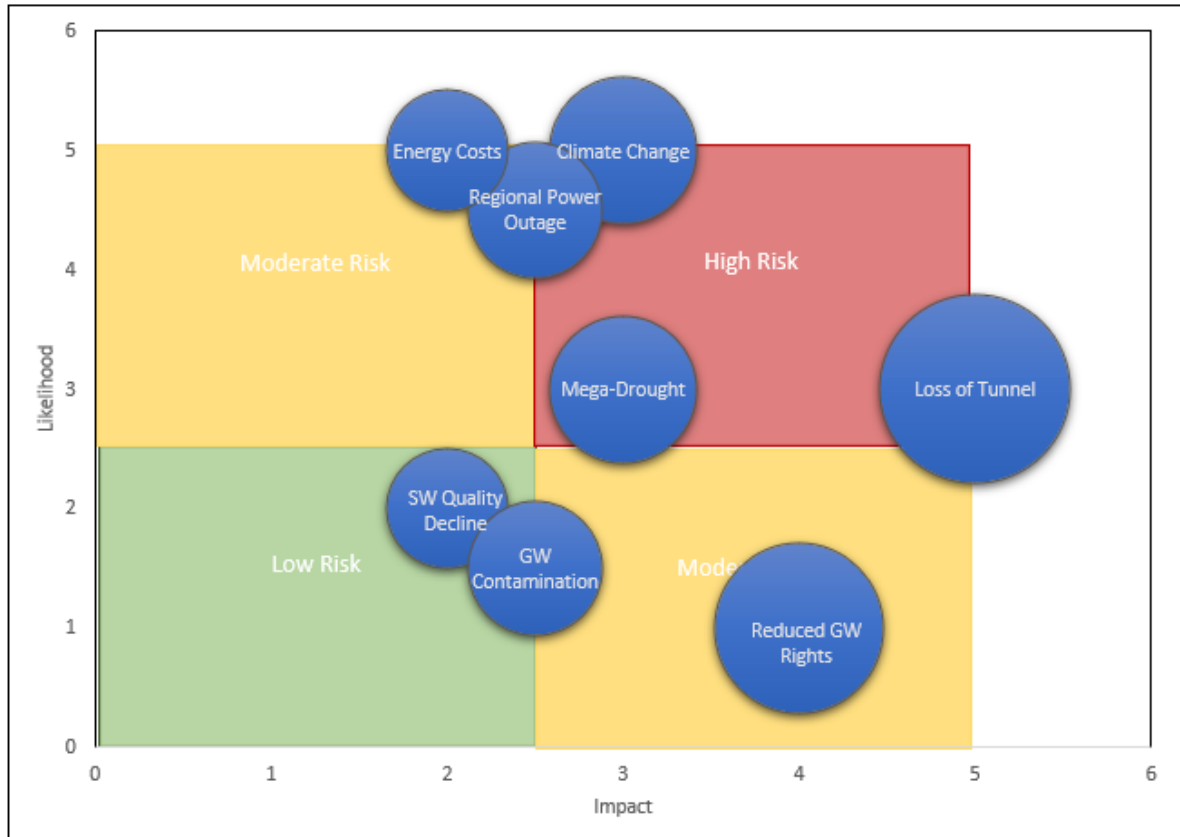 6
5
4
3
2
1
0
Likelihood
Energy Costs
Climate Change
Regional Power
Outage
Moderate Risk
High Risk
Mega-Drought
Loss of Tunnel
SW Quality
Decline
Low Risk
GW
Contamination
Mode
Reduced GW
Rights
0 1 2 3 4 5 6
Impact